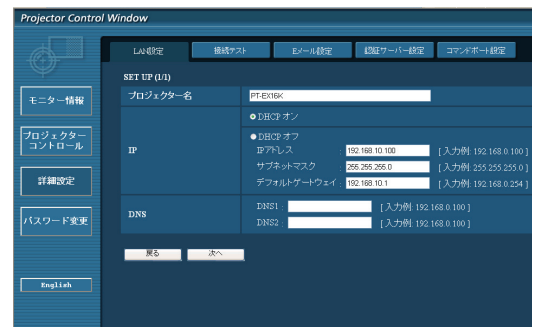 Projector Control Window
LAN設定 接続テスト Eメール設定 認証サーバー設定 コマンドポート設定
SET UP (1/1)
モニター情報
プロジェクター
コントロール
詳細設定
パスワード変更
English
プロジェクター名 PT-EX16K
IP
DHCP オン
DHCP オフ
IPアドレス : 192.168.10.100 [ 入力例: 192.168.0.100 ]
サブネットマスク : 255.255.255.0 [ 入力例: 255.255.255.0 ]
デフォルトゲートウェイ : 192.168.10.1 [ 入力例: 192.168.0.254 ]
DNS
DNS1 : [ 入力例: 192.168.0.100 ]
DNS2 : [ 入力例: 192.168.0.100 ]
戻る 次へ